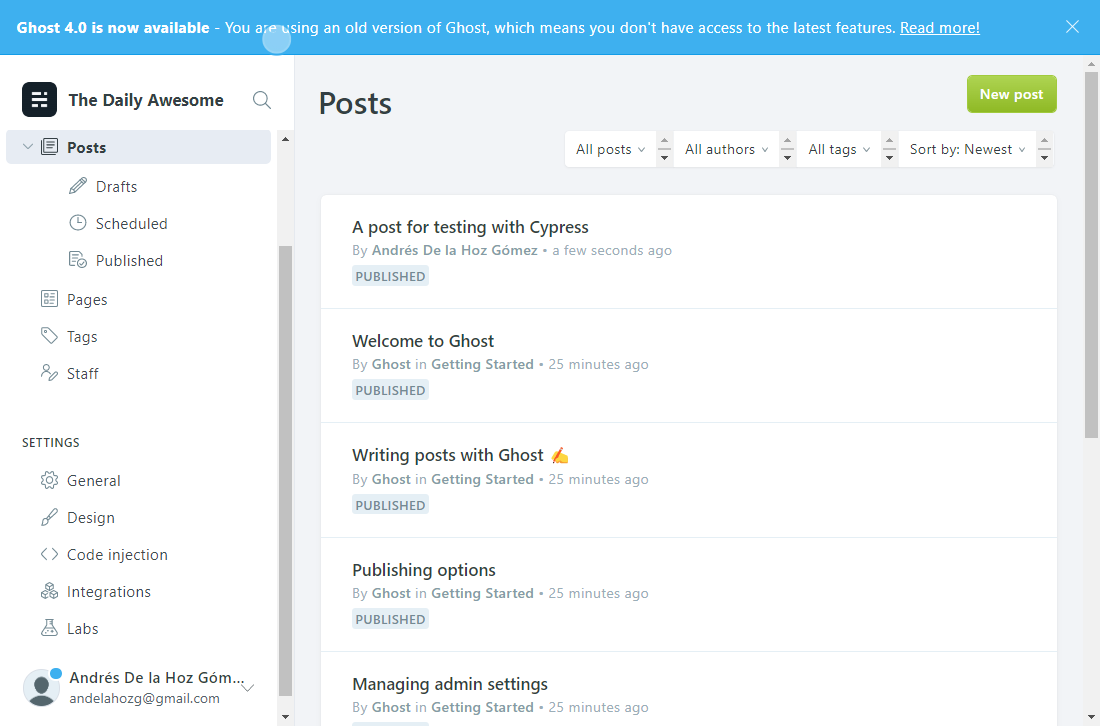 Ghost 4.0 is now available - You are using an old version of Ghost, which means you don't have access to the latest features. Read more!
The Daily Awesome
Posts
Drafts
Scheduled
Published
Pages
Tags
Staff
SETTINGS
General
Design
Code injection
Integrations
Labs
Andrés De la Hoz Góm...
andelahozg@gmail.com
Posts
New post
All posts
All authors
All tags
Sort by: Newest
A post for testing with Cypress
By Andrés De la Hoz Gómez • a few seconds ago
PUBLISHED
Welcome to Ghost
By Ghost in Getting Started • 25 minutes ago
PUBLISHED
Writing posts with Ghost ✍️
By Ghost in Getting Started • 25 minutes ago
PUBLISHED
Publishing options
By Ghost in Getting Started • 25 minutes ago
PUBLISHED
Managing admin settings
By Ghost in Getting Started • 25 minutes ago